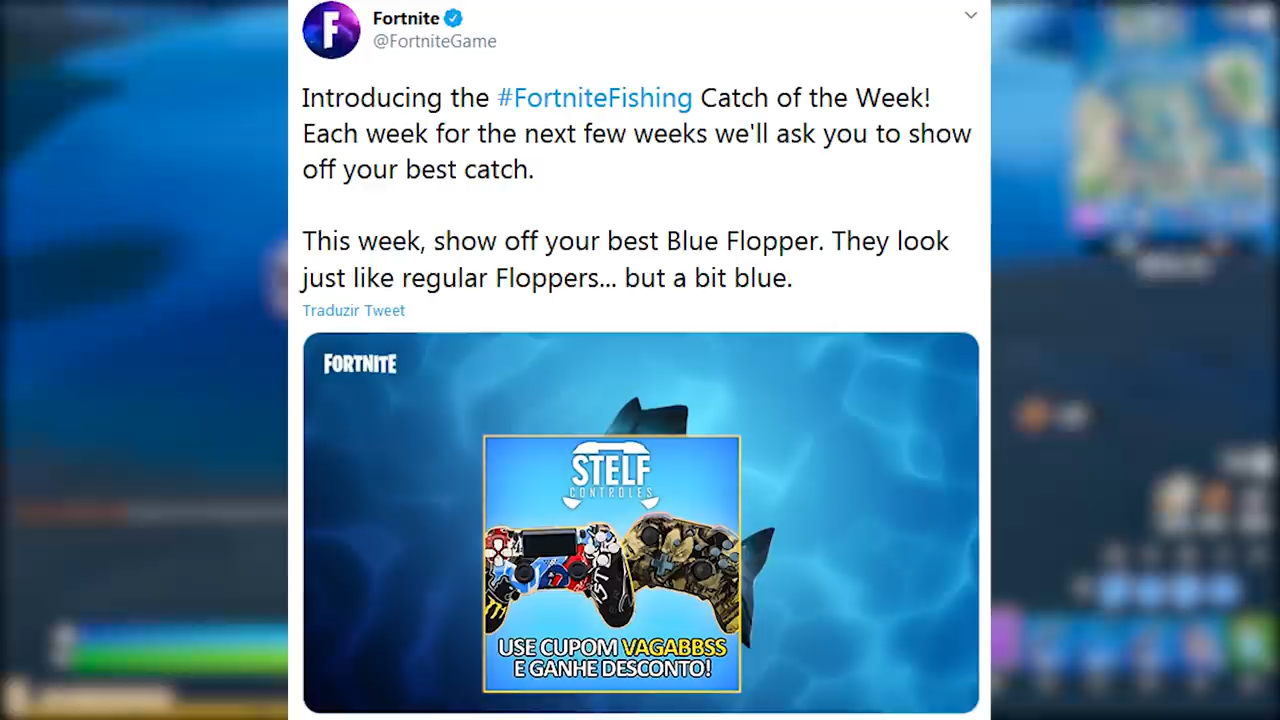 Fortnite
@FortniteGame
Introducing the #FortniteFishing Catch of the Week!
Each week for the next few weeks we'll ask you to show
off your best catch.
This week, show off your best Blue Flopper. They look
just like regular Floppers... but a bit blue.
Traduzir Tweet
FORTNITE
STELF
CONTROLES
USE CUPOM VAGABBSS
E GANHE DESCONTO!